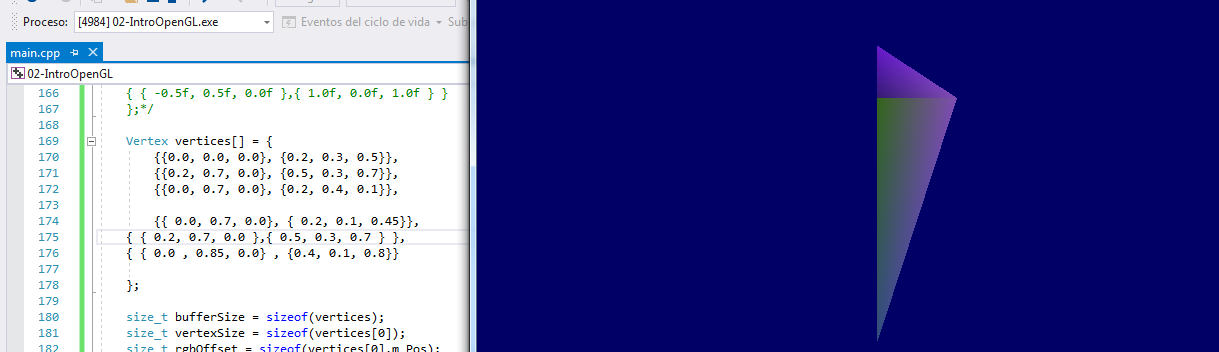 Proceso: [4984] 02-IntroOpenGL.exe Eventos del ciclo de vida
main.cpp
02-IntroOpenGL
166 { { -0.5f, 0.5f, 0.0f },{ 1.0f, 0.0f, 1.0f } }
167 };*/
168
169 Vertex vertices[] = {
170 {{0.0, 0.0, 0.0}, {0.2, 0.3, 0.5}},
171 {{0.2, 0.7, 0.0}, {0.5, 0.3, 0.7}},
172 {{0.0, 0.7, 0.0}, {0.2, 0.4, 0.1}},
173
174 {{ 0.0, 0.7, 0.0}, { 0.2, 0.1, 0.45}},
175 { { 0.2, 0.7, 0.0 },{ 0.5, 0.3, 0.7 } },
176 { { 0.0 , 0.85, 0.0} , {0.4, 0.1, 0.8}}
177
178 };
179
180 size_t bufferSize = sizeof(vertices);
181 size_t vertexSize = sizeof(vertices[0]);
182 size_t rgbOffset = sizeof(vertices[0].m_Pos);